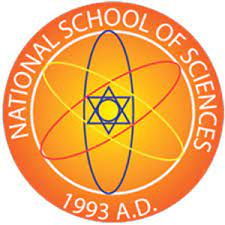 NATIONAL SCHOOL OF SCIENCES
1993 A.D.